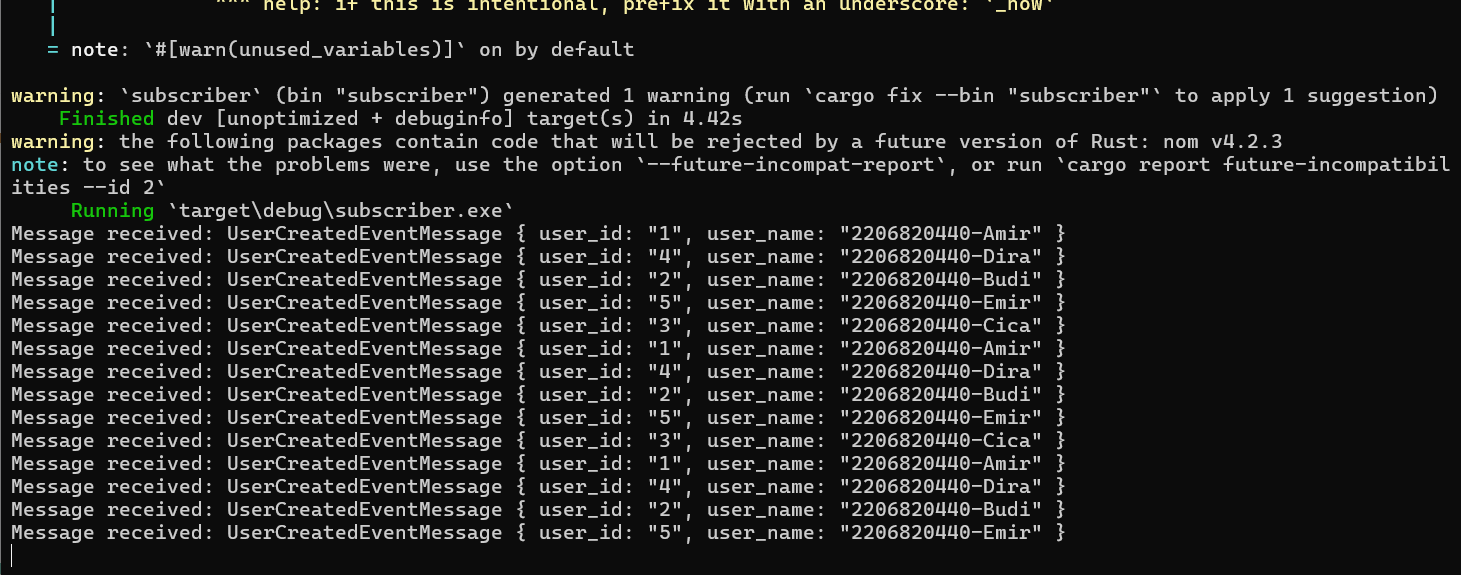 |              ^^^ help: if this is intentional, prefix it with an underscore: `_now`
|
= note: `#[warn(unused_variables)]` on by default
warning: `subscriber` (bin "subscriber") generated 1 warning (run `cargo fix --bin "subscriber"` to apply 1 suggestion)
Finished dev [unoptimized + debuginfo] target(s) in 4.42s
warning: the following packages contain code that will be rejected by a future version of Rust: nom v4.2.3
note: to see what the problems were, use the option `--future-incompat-report`, or run `cargo report future-incompatibil
ities --id 2`
Running `target\debug\subscriber.exe`
Message received: UserCreatedEventMessage { user_id: "1", user_name: "2206820440-Amir" }
Message received: UserCreatedEventMessage { user_id: "4", user_name: "2206820440-Dira" }
Message received: UserCreatedEventMessage { user_id: "2", user_name: "2206820440-Budi" }
Message received: UserCreatedEventMessage { user_id: "5", user_name: "2206820440-Emir" }
Message received: UserCreatedEventMessage { user_id: "3", user_name: "2206820440-Cica" }
Message received: UserCreatedEventMessage { user_id: "1", user_name: "2206820440-Amir" }
Message received: UserCreatedEventMessage { user_id: "4", user_name: "2206820440-Dira" }
Message received: UserCreatedEventMessage { user_id: "2", user_name: "2206820440-Budi" }
Message received: UserCreatedEventMessage { user_id: "5", user_name: "2206820440-Emir" }
Message received: UserCreatedEventMessage { user_id: "3", user_name: "2206820440-Cica" }
Message received: UserCreatedEventMessage { user_id: "1", user_name: "2206820440-Amir" }
Message received: UserCreatedEventMessage { user_id: "4", user_name: "2206820440-Dira" }
Message received: UserCreatedEventMessage { user_id: "2", user_name: "2206820440-Budi" }
Message received: UserCreatedEventMessage { user_id: "5", user_name: "2206820440-Emir" }